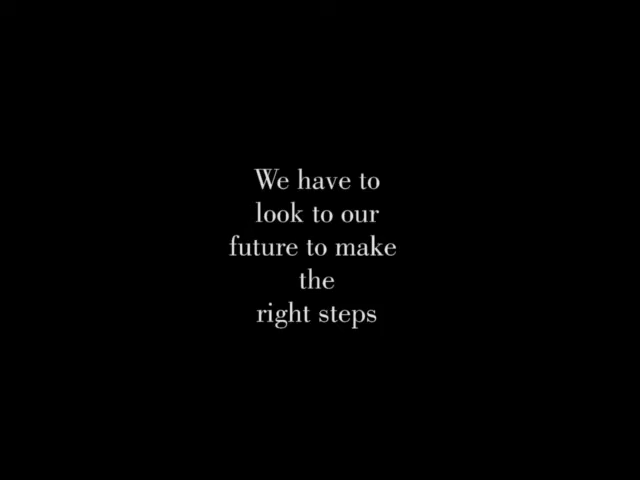 We have to
look to our
future to make
the
right steps